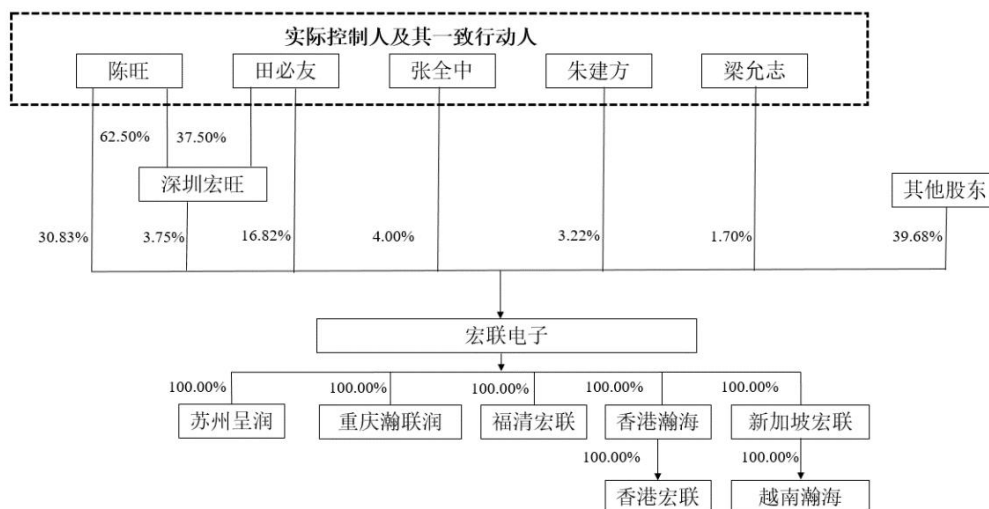 实际控制人及其一致行动人
陈旺 田必友 张全中 朱建方 梁允志
62.50% 37.50%
深圳宏旺 其他股东
30.83% 3.75% 16.82% 4.00% 3.22% 1.70% 39.68%
宏联电子
100.00% 100.00% 100.00% 100.00% 100.00%
苏州呈润 重庆瀚联润 福清宏联 香港瀚海 新加坡宏联
100.00% 100.00%
香港宏联 越南瀚海